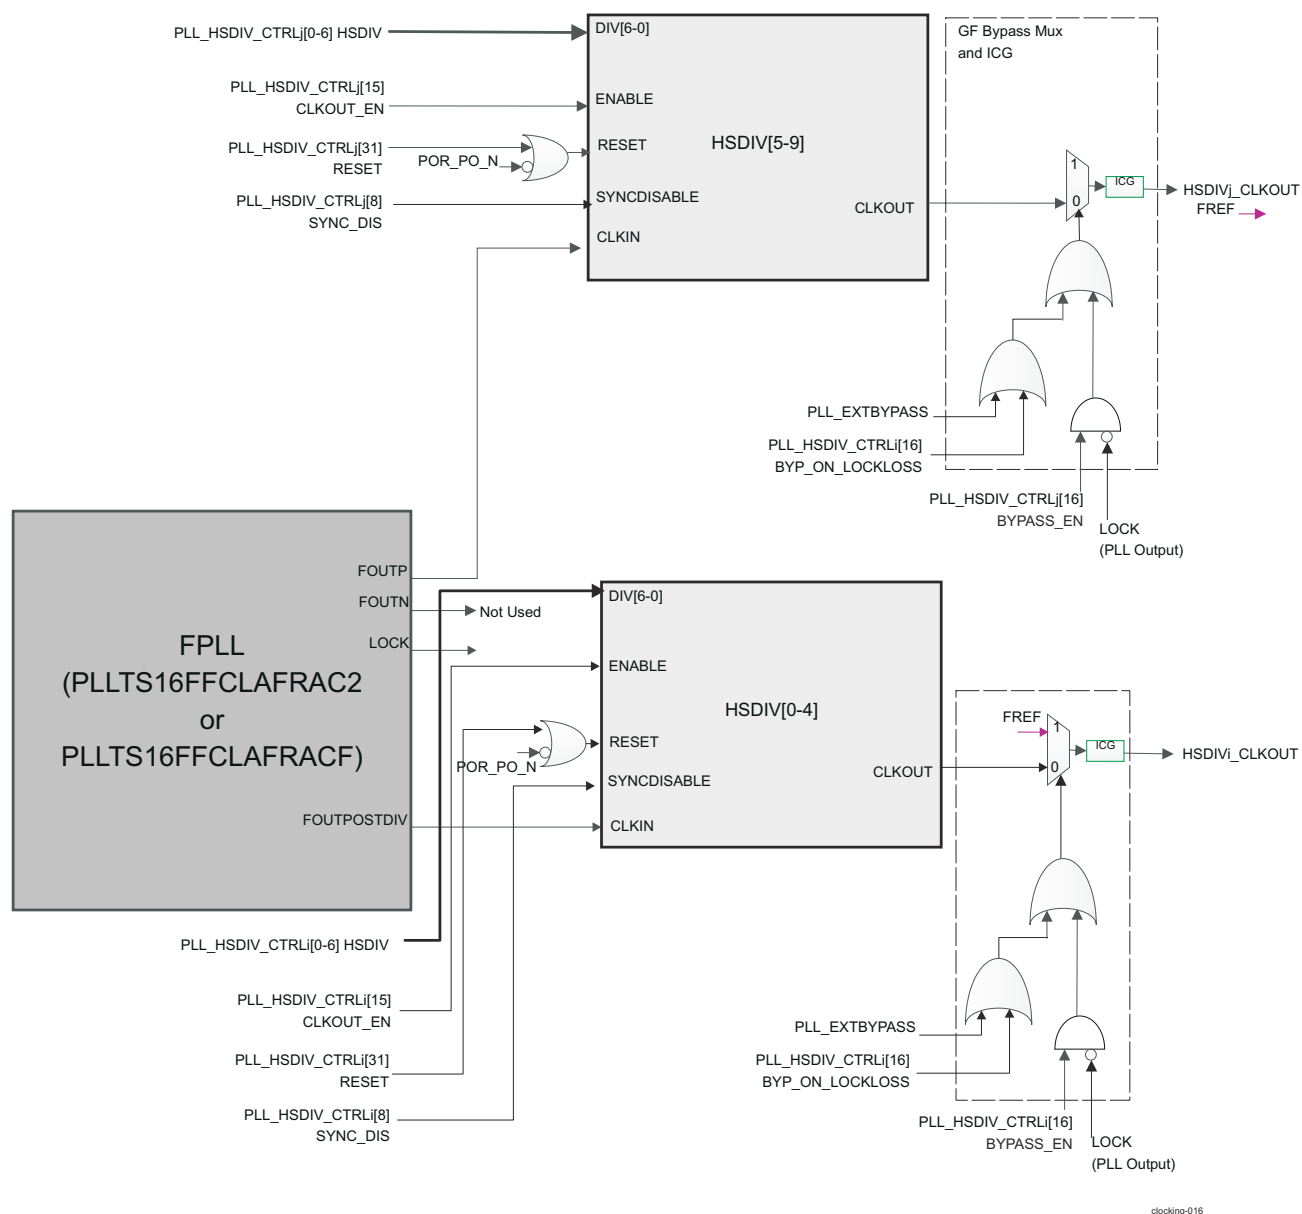 PLL_HSDIV_CTRLj[0-6] HSDIV
DIV[6-0]
PLL_HSDIV_CTRLj[15]
CLKOUT_EN
ENABLE
PLL_HSDIV_CTRLj[31]
RESET
POR_PO_N
RESET
HSDIV[5-9]
PLL_HSDIV_CTRLj[8]
SYNC_DIS
SYNCDISABLE
CLKIN
CLKOUT
GF Bypass Mux
and ICG
1
0
ICG
HSDIVj_CLKOUT
FREF
PLL_EXTBYPASS
PLL_HSDIV_CTRLi[16]
BYP_ON_LOCKLOSS
PLL_HSDIV_CTRLj[16]
BYPASS_EN
LOCK
(PLL Output)
FPLL
(PLLTS16FFCLAFRAC2
or
PLLTS16FFCLAFRACF)
FOUTP
FOUTN
Not Used
LOCK
FOUTPOSTDIV
DIV[6-0]
ENABLE
HSDIV[0-4]
RESET
POR_PO_N
SYNCDISABLE
CLKIN
CLKOUT
FREF
1
0
ICG
HSDIVi_CLKOUT
PLL_HSDIV_CTRLi[0-6] HSDIV
PLL_HSDIV_CTRLi[15]
CLKOUT_EN
PLL_HSDIV_CTRLi[31]
RESET
PLL_HSDIV_CTRLi[8]
SYNC_DIS
PLL_EXTBYPASS
PLL_HSDIV_CTRLi[16]
BYP_ON_LOCKLOSS
PLL_HSDIV_CTRLi[16]
BYPASS_EN
LOCK
(PLL Output)
clocking-016